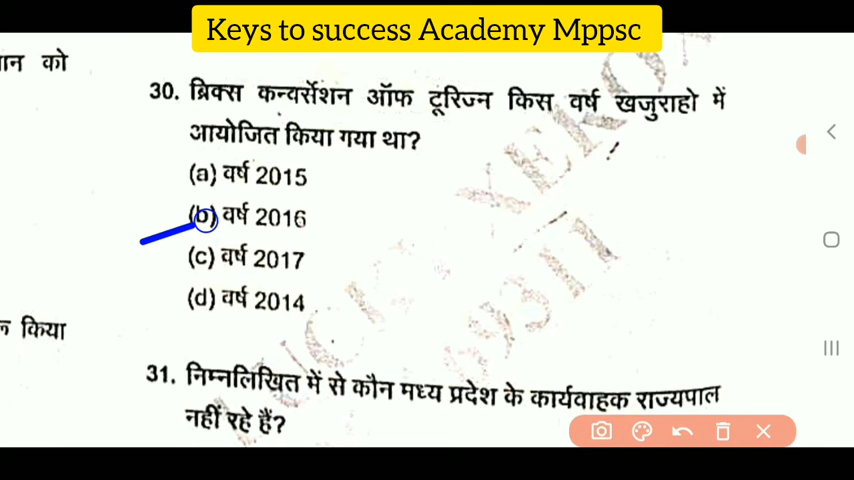 Keys to success Academy Mppsc
ान को
30. ब्रिक्स कन्वर्सेशन ऑफ टूरिज्न किस वर्ष खजुराहो में
आयोजित किया गया था?
(a) वर्ष 2015
(b) वर्ष 2016
(c) वर्ष 2017
(d) वर्ष 2014
किया
31. निम्नलिखित में से कौन मध्य प्रदेश के कार्यवाहक राज्यपाल
नहीं रहे हैं?